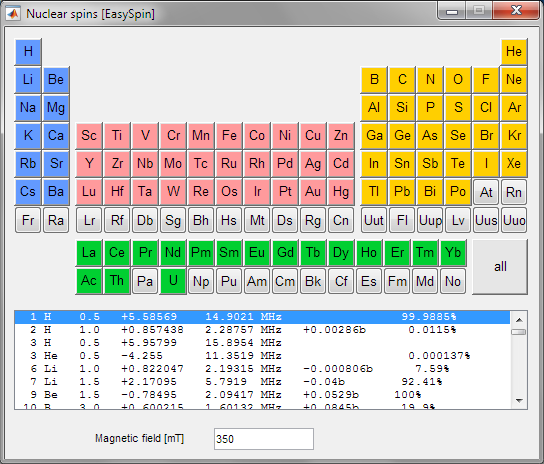 Nuclear spins [EasySpin]
H He
Li Be B C N O F Ne
Na Mg Al Si P S Cl Ar
K Ca Sc Ti V Cr Mn Fe Co Ni Cu Zn Ga Ge As Se Br Kr
Rb Sr Y Zr Nb Mo Tc Ru Rh Pd Ag Cd In Sn Sb Te I Xe
Cs Ba Lu Hf Ta W Re Os Ir Pt Au Hg Tl Pb Bi Po At Rn
Fr Ra Lr Rf Db Sg Bh Hs Mt Ds Rg Cn Uut Fl Uup Lv Uus Uuo
La Ce Pr Nd Pm Sm Eu Gd Tb Dy Ho Er Tm Yb
Ac Th Pa U Np Pu Am Cm Bk Cf Es Fm Md No
all
1 H 0.5 +5.58569 14.9021 MHz 99.9885%
2 H 1.0 +0.857438 2.28757 MHz +0.00286b 0.0115%
3 H 0.5 +5.95799 15.8954 MHz
3 He 0.5 -4.255 11.3519 MHz 0.000137%
6 Li 1.0 +0.822047 2.19315 MHz -0.000806b 7.59%
7 Li 1.5 +2.17095 5.7919 MHz -0.04b 92.41%
9 Be 1.5 -0.78495 2.09417 MHz +0.0529b 100%
10 B 3.0 +0.600215 1.60132 MHz +0.0845b 19.9%
Magnetic field [mT] 350